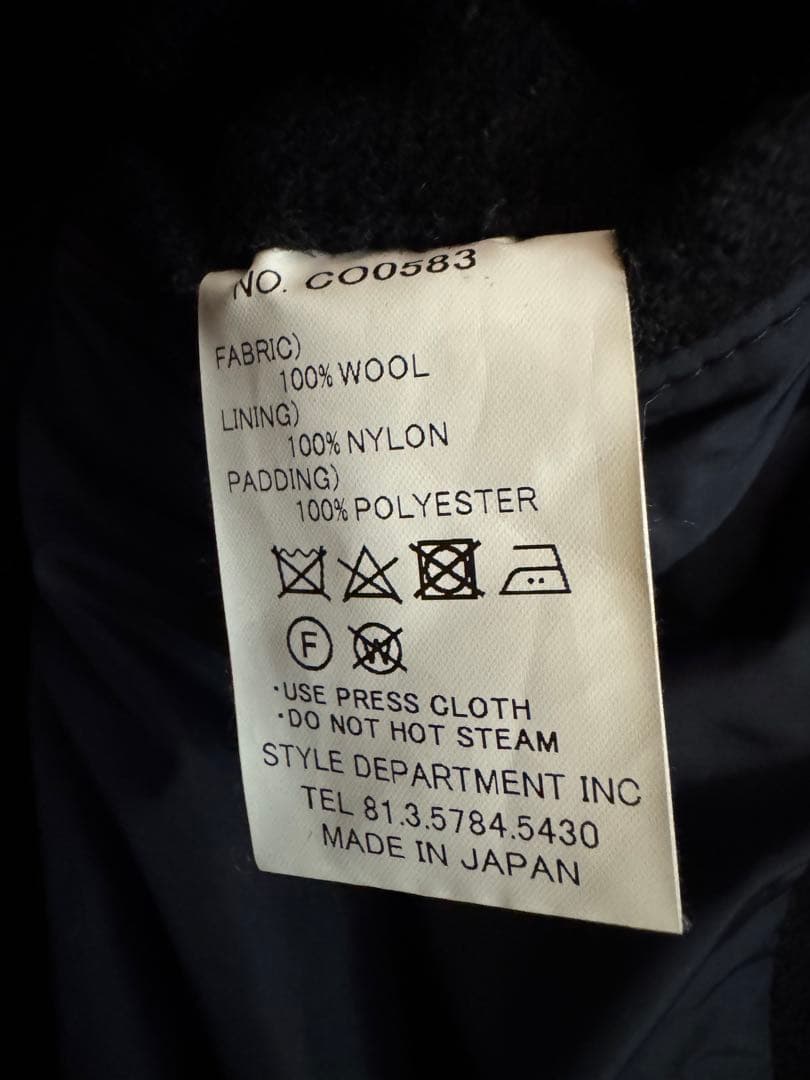 NO. CO0583
FABRIC)
100% WOOL
LINING)
100% NYLON
PADDING)
100% POLYESTER
F W
·USE PRESS CLOTH
·DO NOT HOT STEAM
STYLE DEPARTMENT INC
TEL 81.3.5784.5430
MADE IN JAPAN